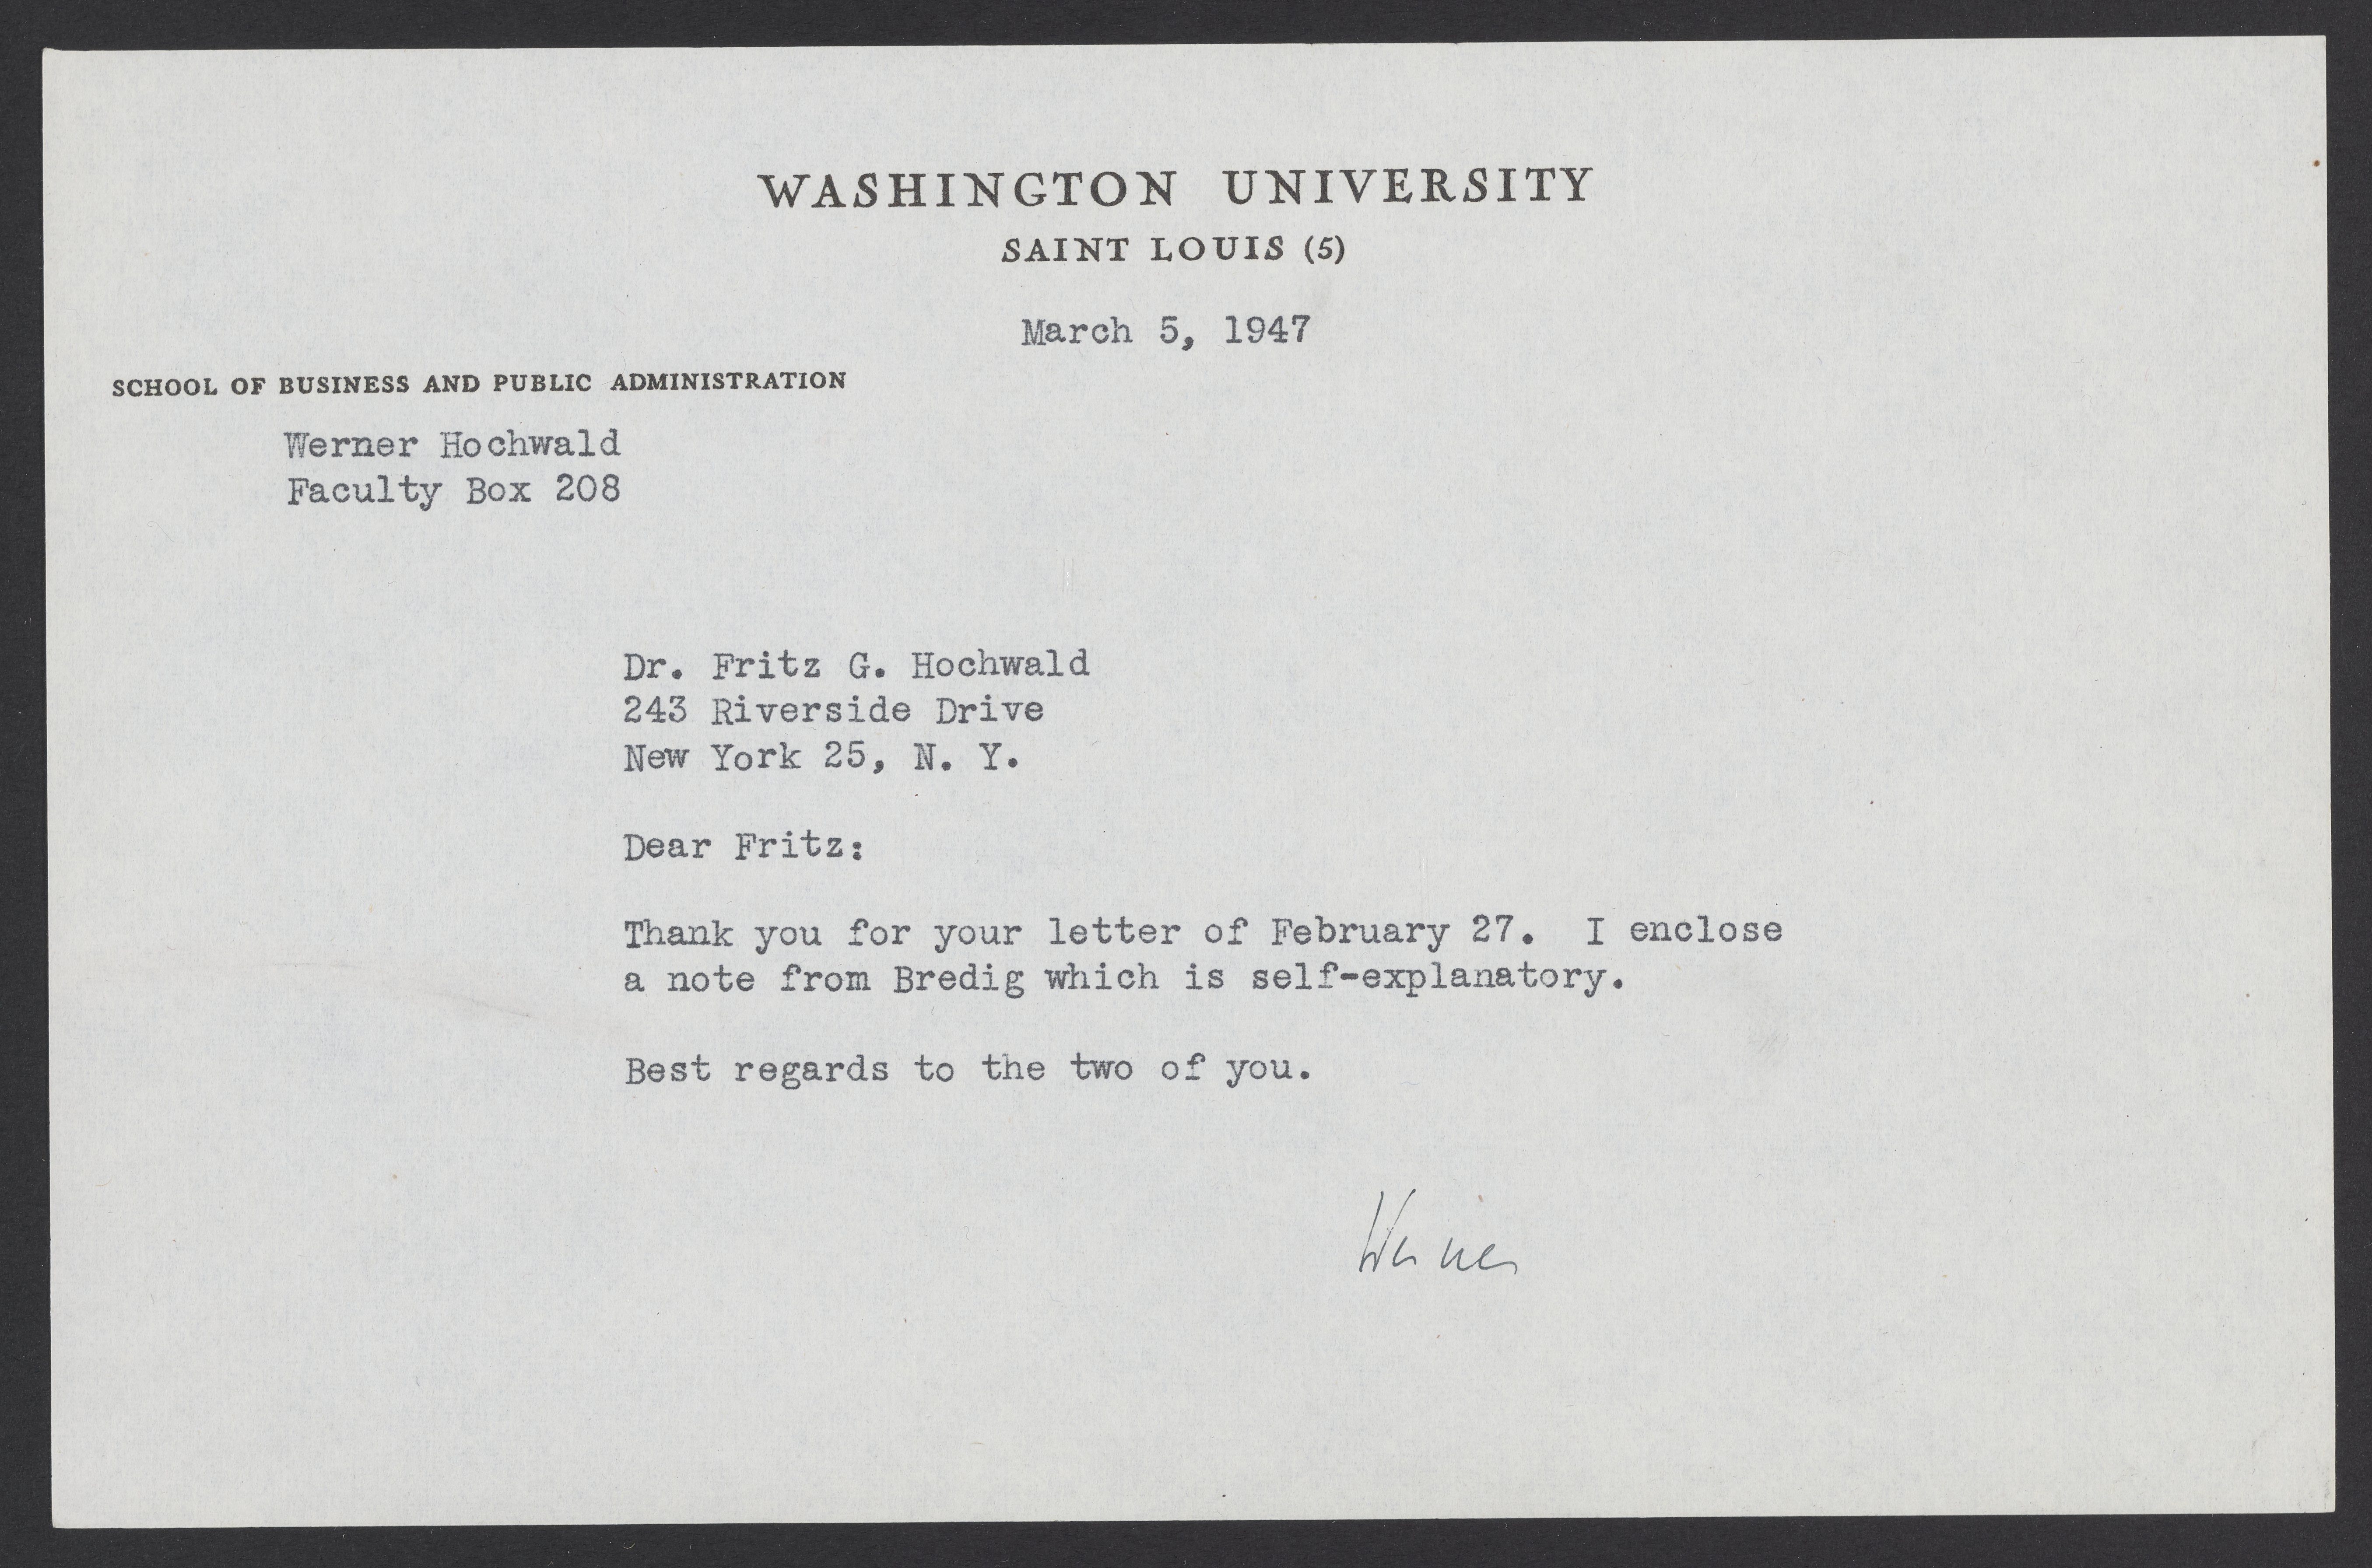 WASHINGTON UNIVERSITY
SAINT LOUIS (5)
March 5, 1947
SCHOOL OF BUSINESS AND PUBLIC ADMINISTRATION
Werner Hochwald
Faculty Box 208
Dr. Fritz G. Hochwald
243 Riverside Drive
New York 25, N. Y.
Dear Fritz:
Thank you for your letter of February 27. I enclose
a note from Bredig which is self-explanatory.
Best regards to the two of you.
Werner